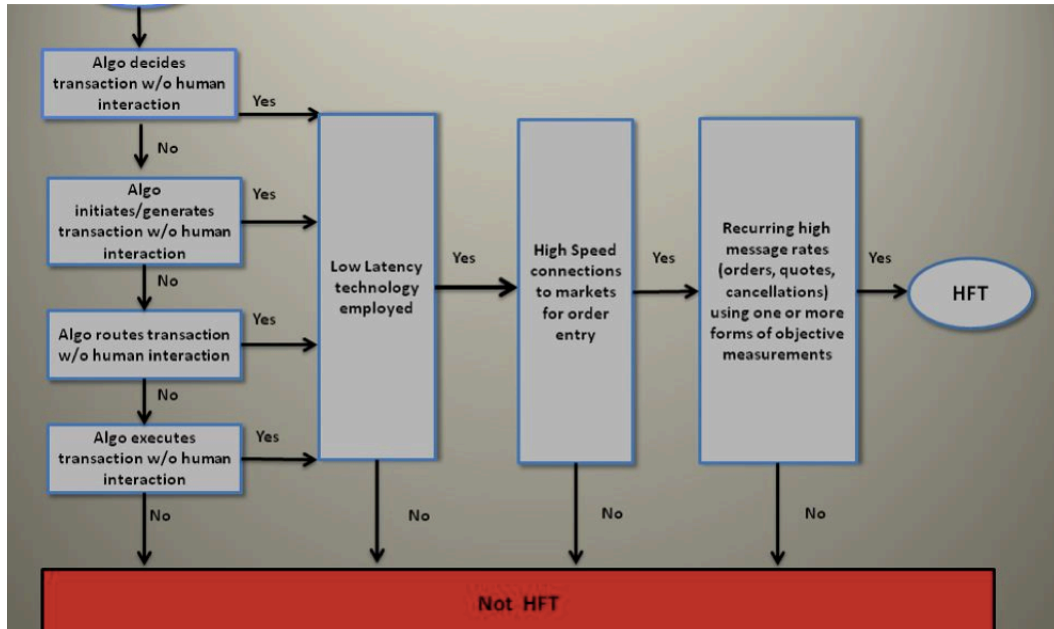 Algo decides
transaction w/o human
interaction
Yes
No
Algo
initiates/generates
transaction w/o human
interaction
Yes
No
Algo routes transaction
w/o human interaction
Yes
No
Algo executes
transaction w/o human
interaction
Yes
No
Low Latency
technology
employed
Yes
No
High Speed
connections
to markets
for order
entry
Yes
No
Recurring high
message rates
(orders, quotes,
cancellations)
using one or more
forms of objective
measurements
Yes
No
HFT
Not HFT